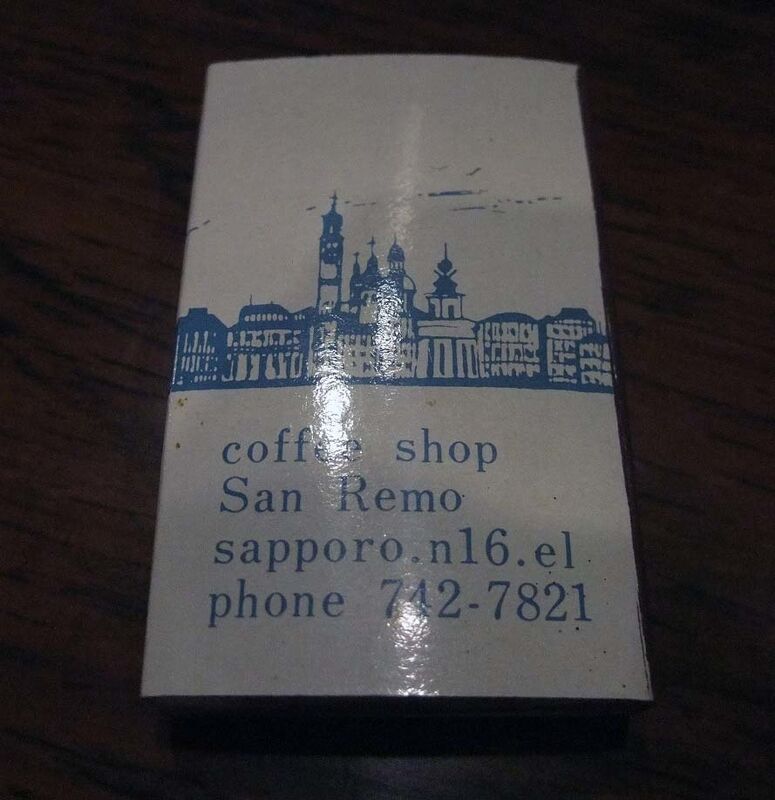 coffee shop
San Remo
sapporo.n16.el
phone 742-7821